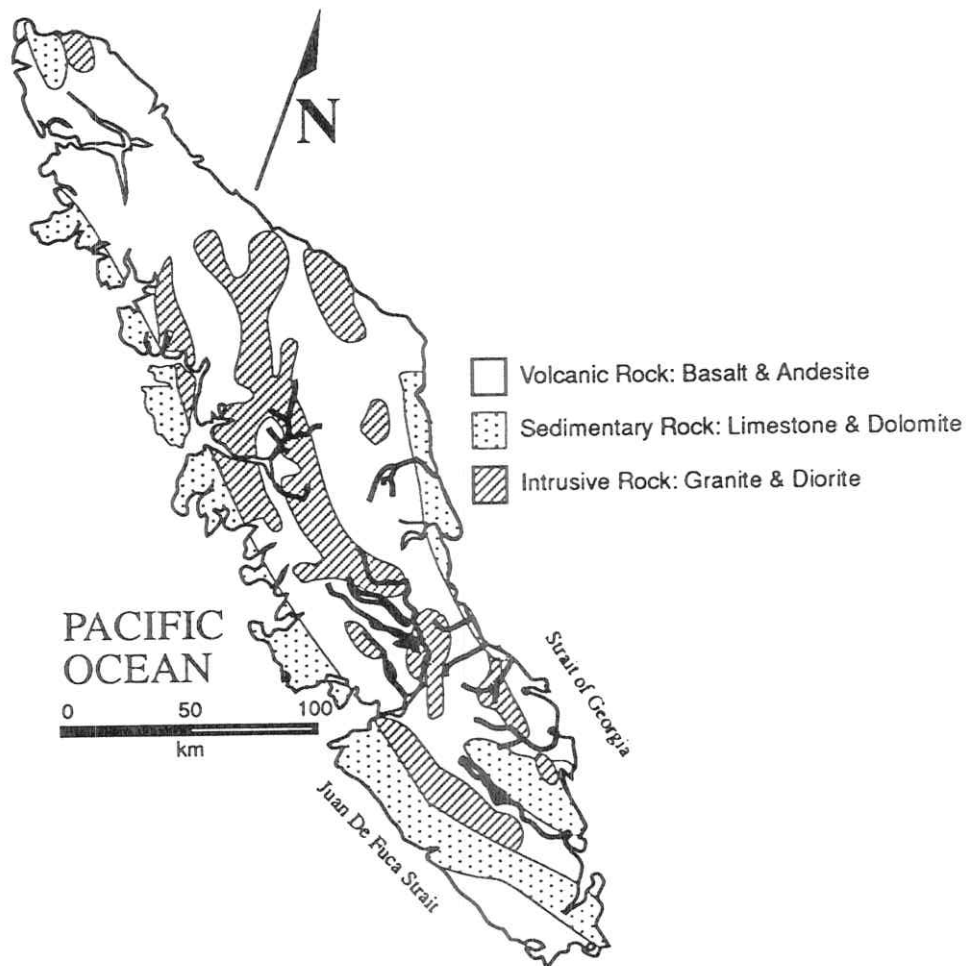 N
Volcanic Rock: Basalt & Andesite
Sedimentary Rock: Limestone & Dolomite
Intrusive Rock: Granite & Diorite
PACIFIC
OCEAN
0 50 100
km
Strait of Georgia
Juan De Fuca Strait